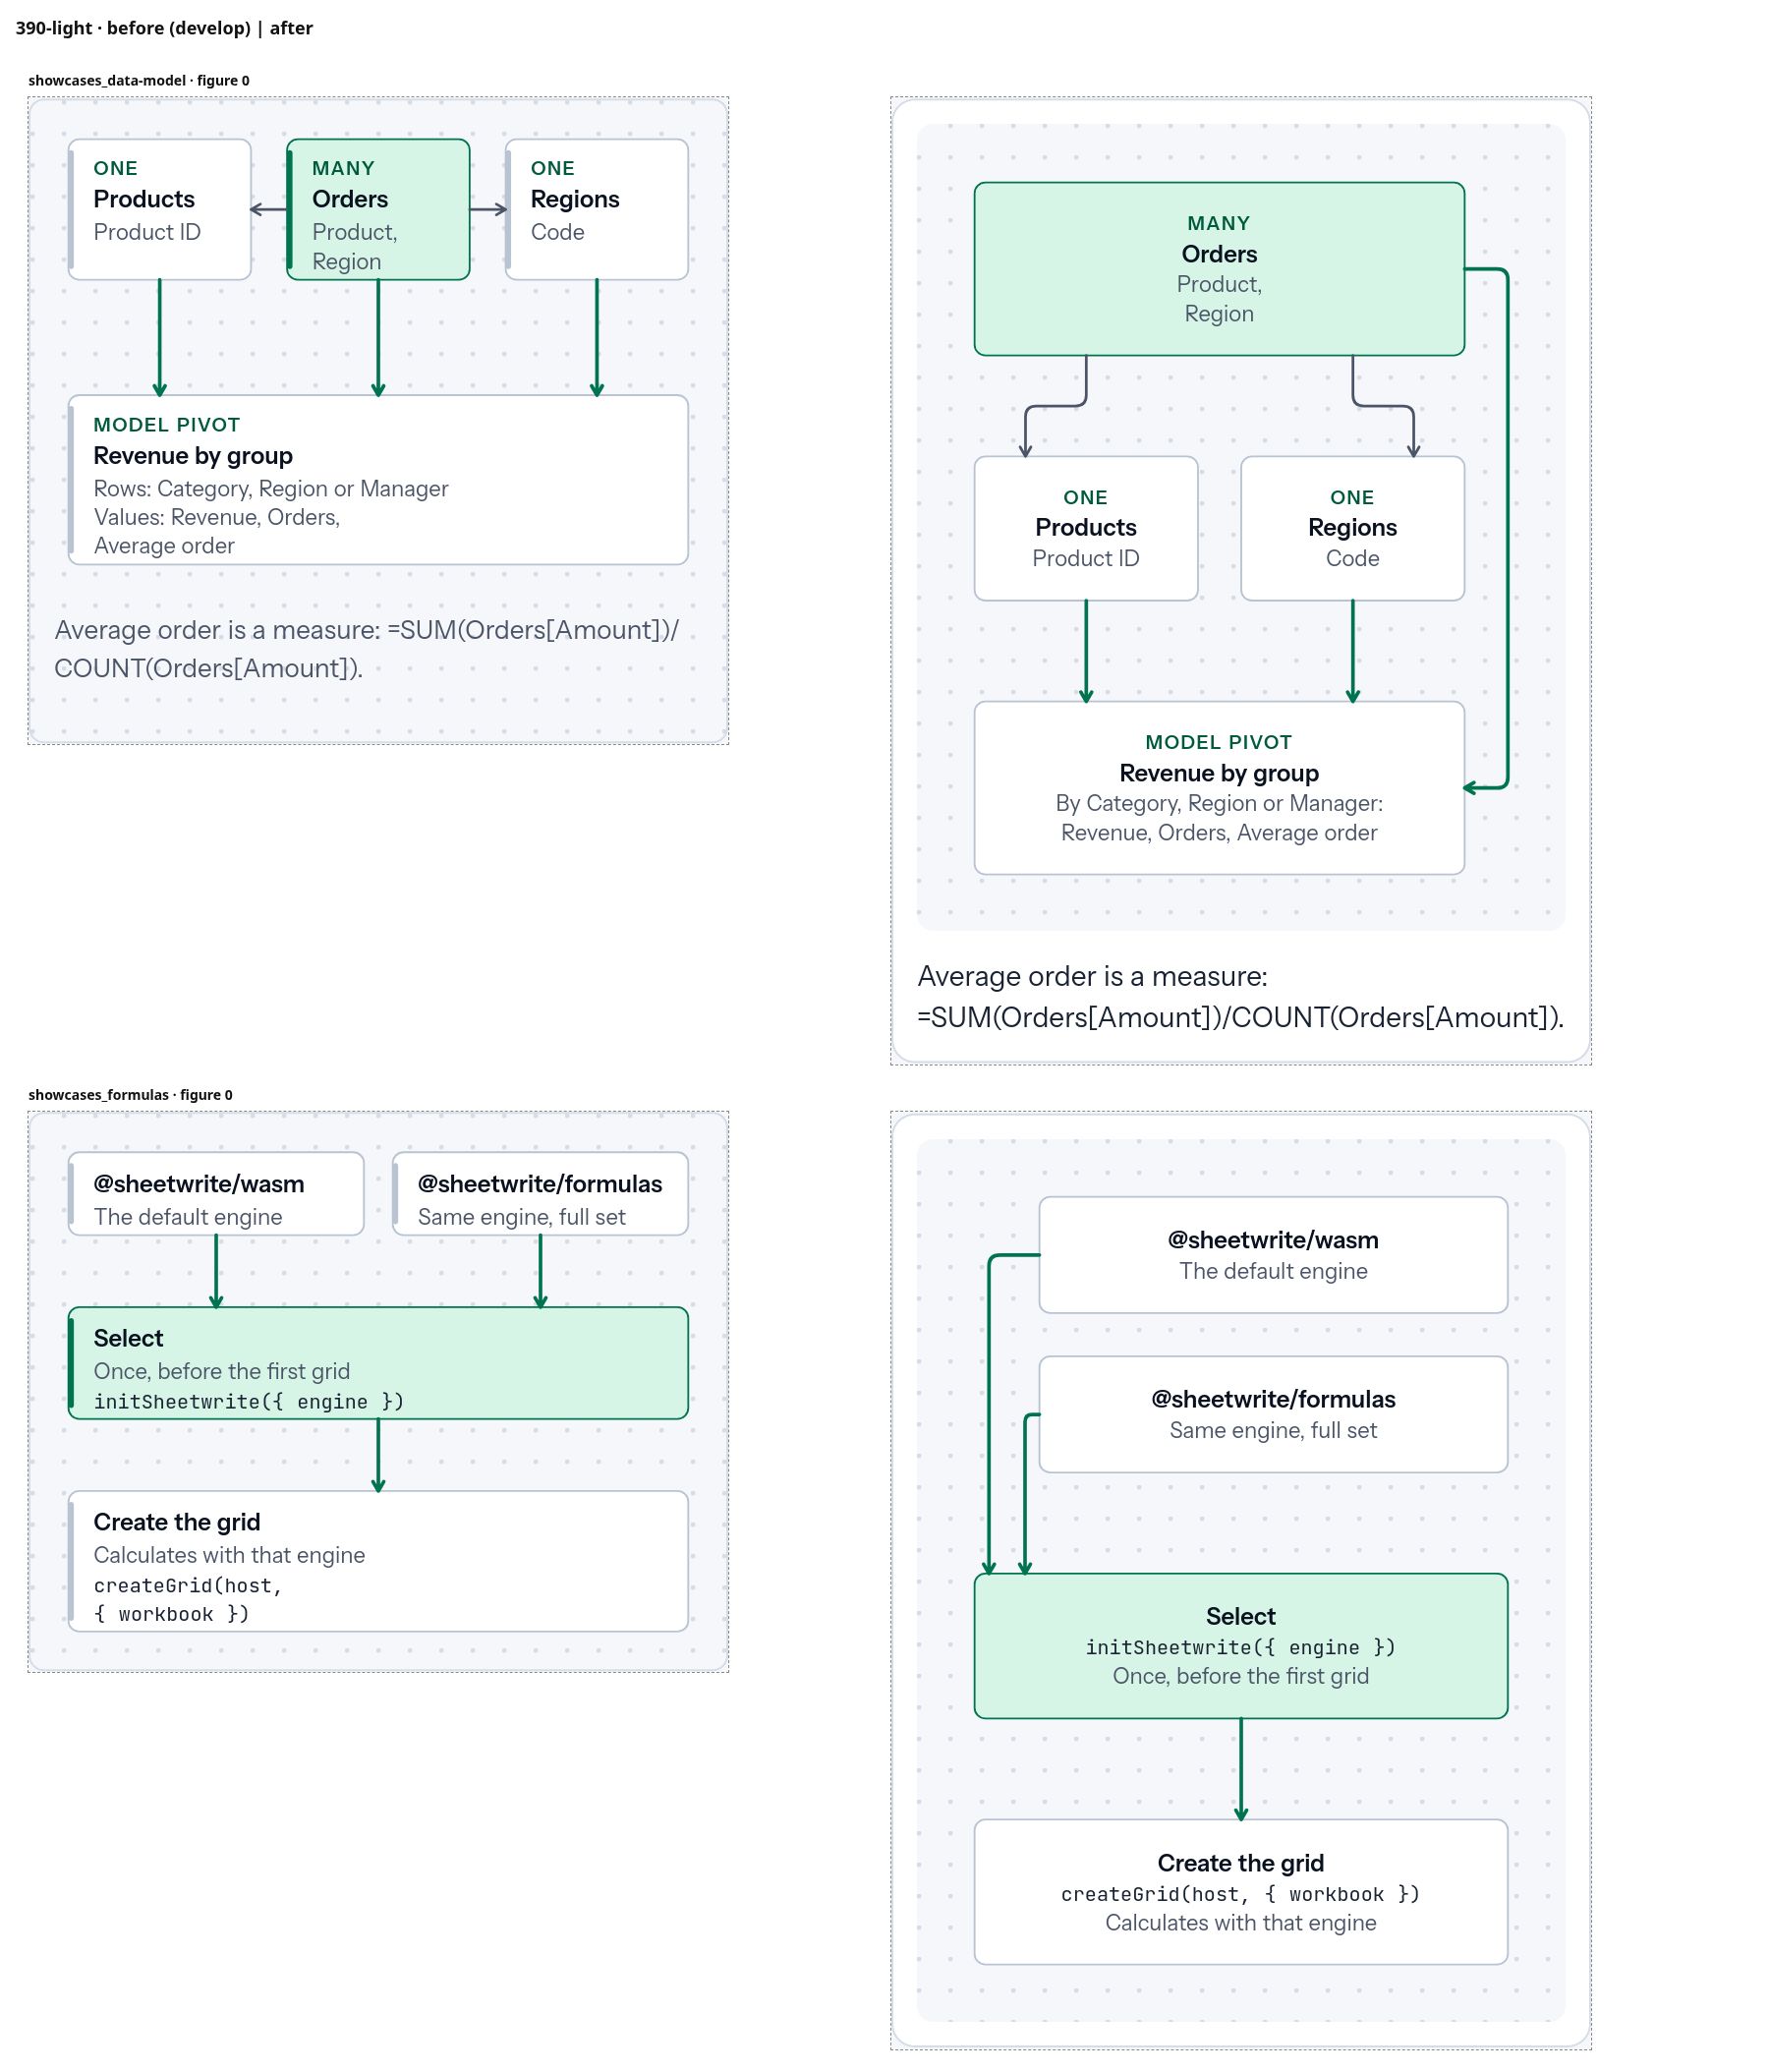 390-light · before (develop) | after
showcases_data-model · figure 0
ONE
Products
Product ID
MANY
Orders
Product,
Region
ONE
Regions
Code
MODEL PIVOT
Revenue by group
Rows: Category, Region or Manager
Values: Revenue, Orders,
Average order
Average order is a measure: =SUM(Orders[Amount])/
COUNT(Orders[Amount]).
MANY
Orders
Product,
Region
ONE
Products
Product ID
ONE
Regions
Code
MODEL PIVOT
Revenue by group
By Category, Region or Manager:
Revenue, Orders, Average order
Average order is a measure:
=SUM(Orders[Amount])/COUNT(Orders[Amount]).
showcases_formulas · figure 0
@sheetwrite/wasm
The default engine
@sheetwrite/formulas
Same engine, full set
Select
Once, before the first grid
initSheetwrite({ engine })
Create the grid
Calculates with that engine
createGrid(host,
{ workbook })
@sheetwrite/wasm
The default engine
@sheetwrite/formulas
Same engine, full set
Select
initSheetwrite({ engine })
Once, before the first grid
Create the grid
createGrid(host, { workbook })
Calculates with that engine